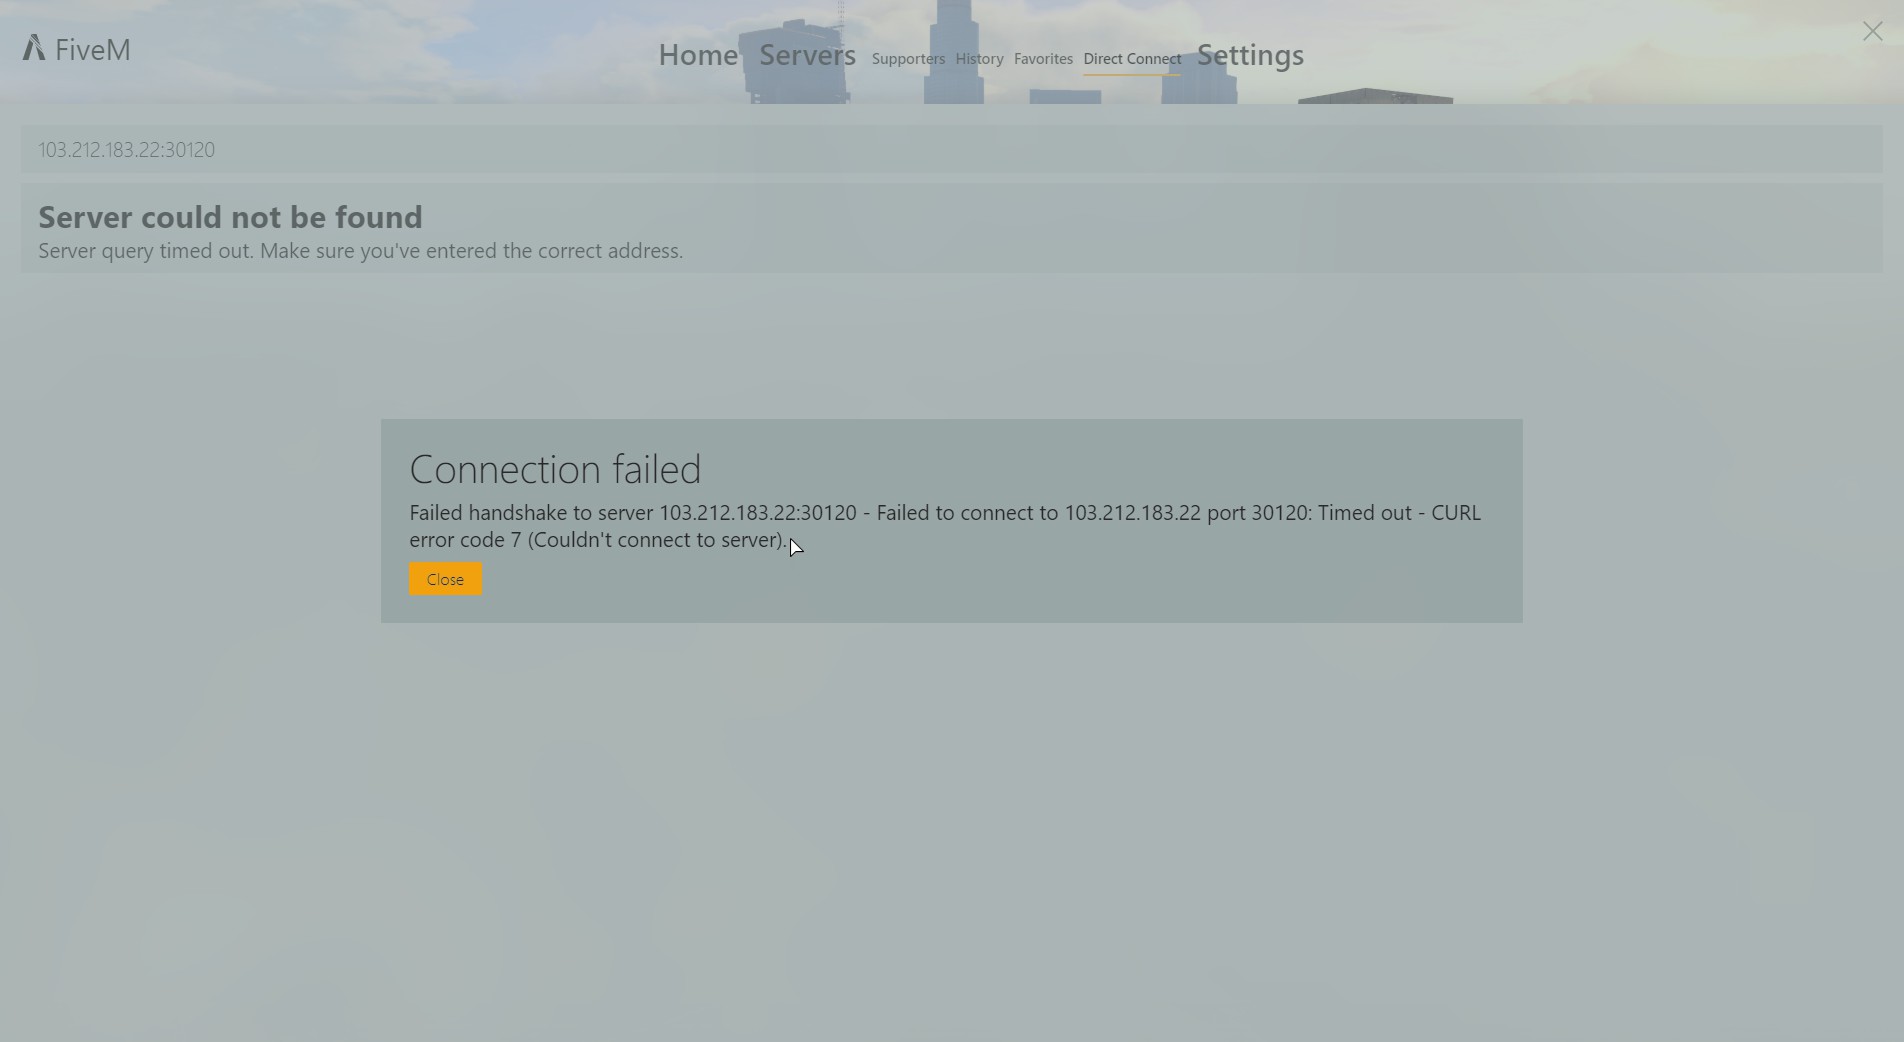 FiveM
Home Servers Supporters History Favorites Direct Connect Settings
103.212.183.22:30120
Server could not be found
Server query timed out. Make sure you've entered the correct address.
Connection failed
Failed handshake to server 103.212.183.22:30120 - Failed to connect to 103.212.183.22 port 30120: Timed out - CURL
error code 7 (Couldn't connect to server).
Close